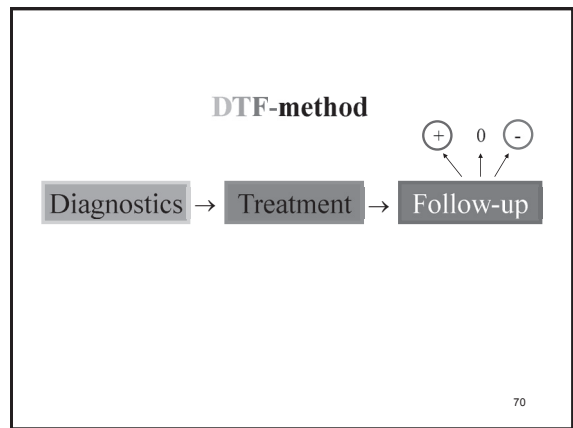 DTF-method
+ 0 -
Diagnostics → Treatment → Follow-up
70